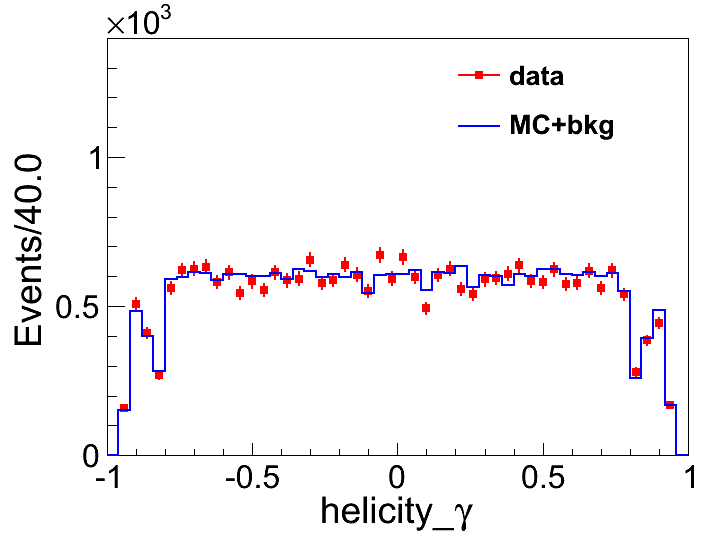 ×10³
data
MC+bkg
Events/40.0
1
0.5
0
-1 -0.5 0 0.5 1
helicity_γ